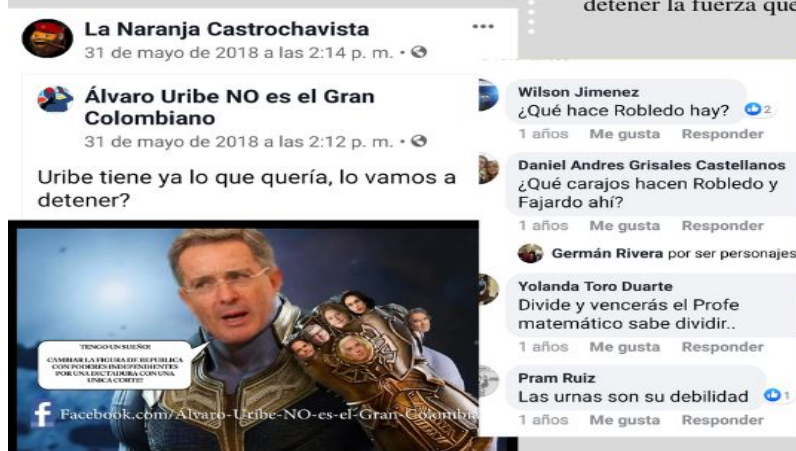 detener la fuerza que
La Naranja Castrochavista
31 de mayo de 2018 a las 2:14 p. m.
Álvaro Uribe NO es el Gran
Colombiano
31 de mayo de 2018 a las 2:12 p. m.
Uribe tiene ya lo que quería, lo vamos a
detener?
TENGO UN SUEÑO!
CAMBIAR LA FIGURA DE REPUBLICA
CON PODERES INDEPENDIENTES
POR UNA DICTADURA CON UNA
UNICA CORTE!!
f Facebook.com/Alvaro-Uribe-NO-es-el-Gran-Colombia
Wilson Jimenez
¿Qué hace Robledo hay? 2
1 años Me gusta Responder
Daniel Andres Grisales Castellanos
¿Qué carajos hacen Robledo y
Fajardo ahí?
1 años Me gusta Responder
Germán Rivera por ser personajes
Yolanda Toro Duarte
Divide y vencerás el Profe
matemático sabe dividir..
1 años Me gusta Responder
Pram Ruiz
Las urnas son su debilidad 1
1 años Me gusta Responder